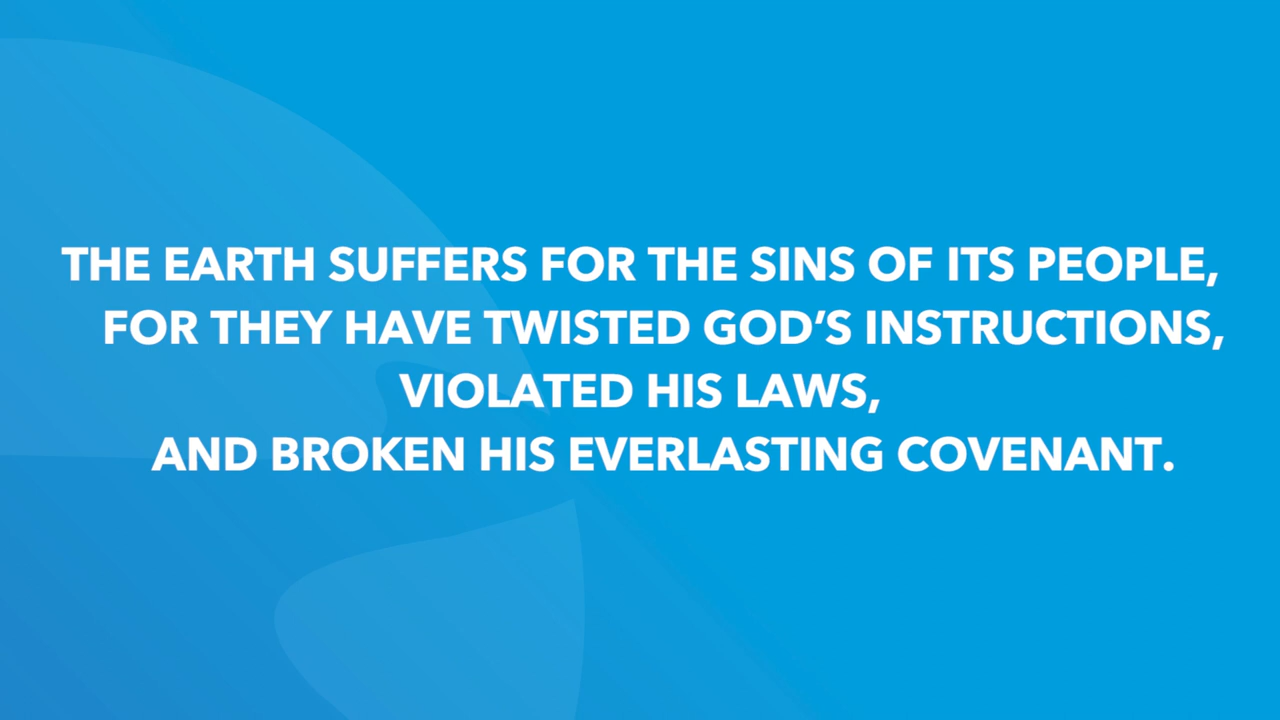 THE EARTH SUFFERS FOR THE SINS OF ITS PEOPLE,
FOR THEY HAVE TWISTED GOD’S INSTRUCTIONS,
VIOLATED HIS LAWS,
AND BROKEN HIS EVERLASTING COVENANT.